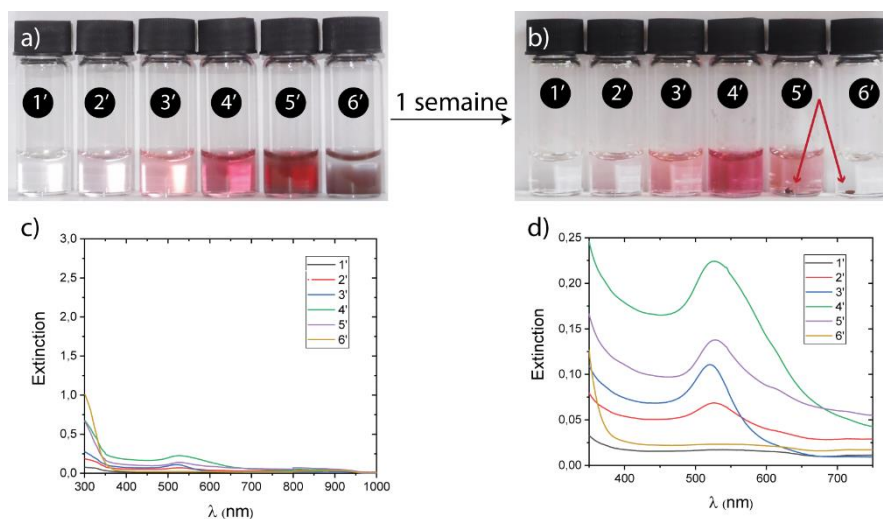 a)
1' 2' 3' 4' 5' 6'
1 semaine
b)
1' 2' 3' 4' 5' 6'
c)
3.0
2.5
2.0
1.5
1.0
0.5
0.0
Extinction
300 400 500 600 700 800 900 1000
λ (nm)
1'
2'
3'
4'
5'
6'
d)
0,25
0,20
0,15
0,10
0,05
0,00
Extinction
400 500 600 700
λ (nm)
1'
2'
3'
4'
5'
6'